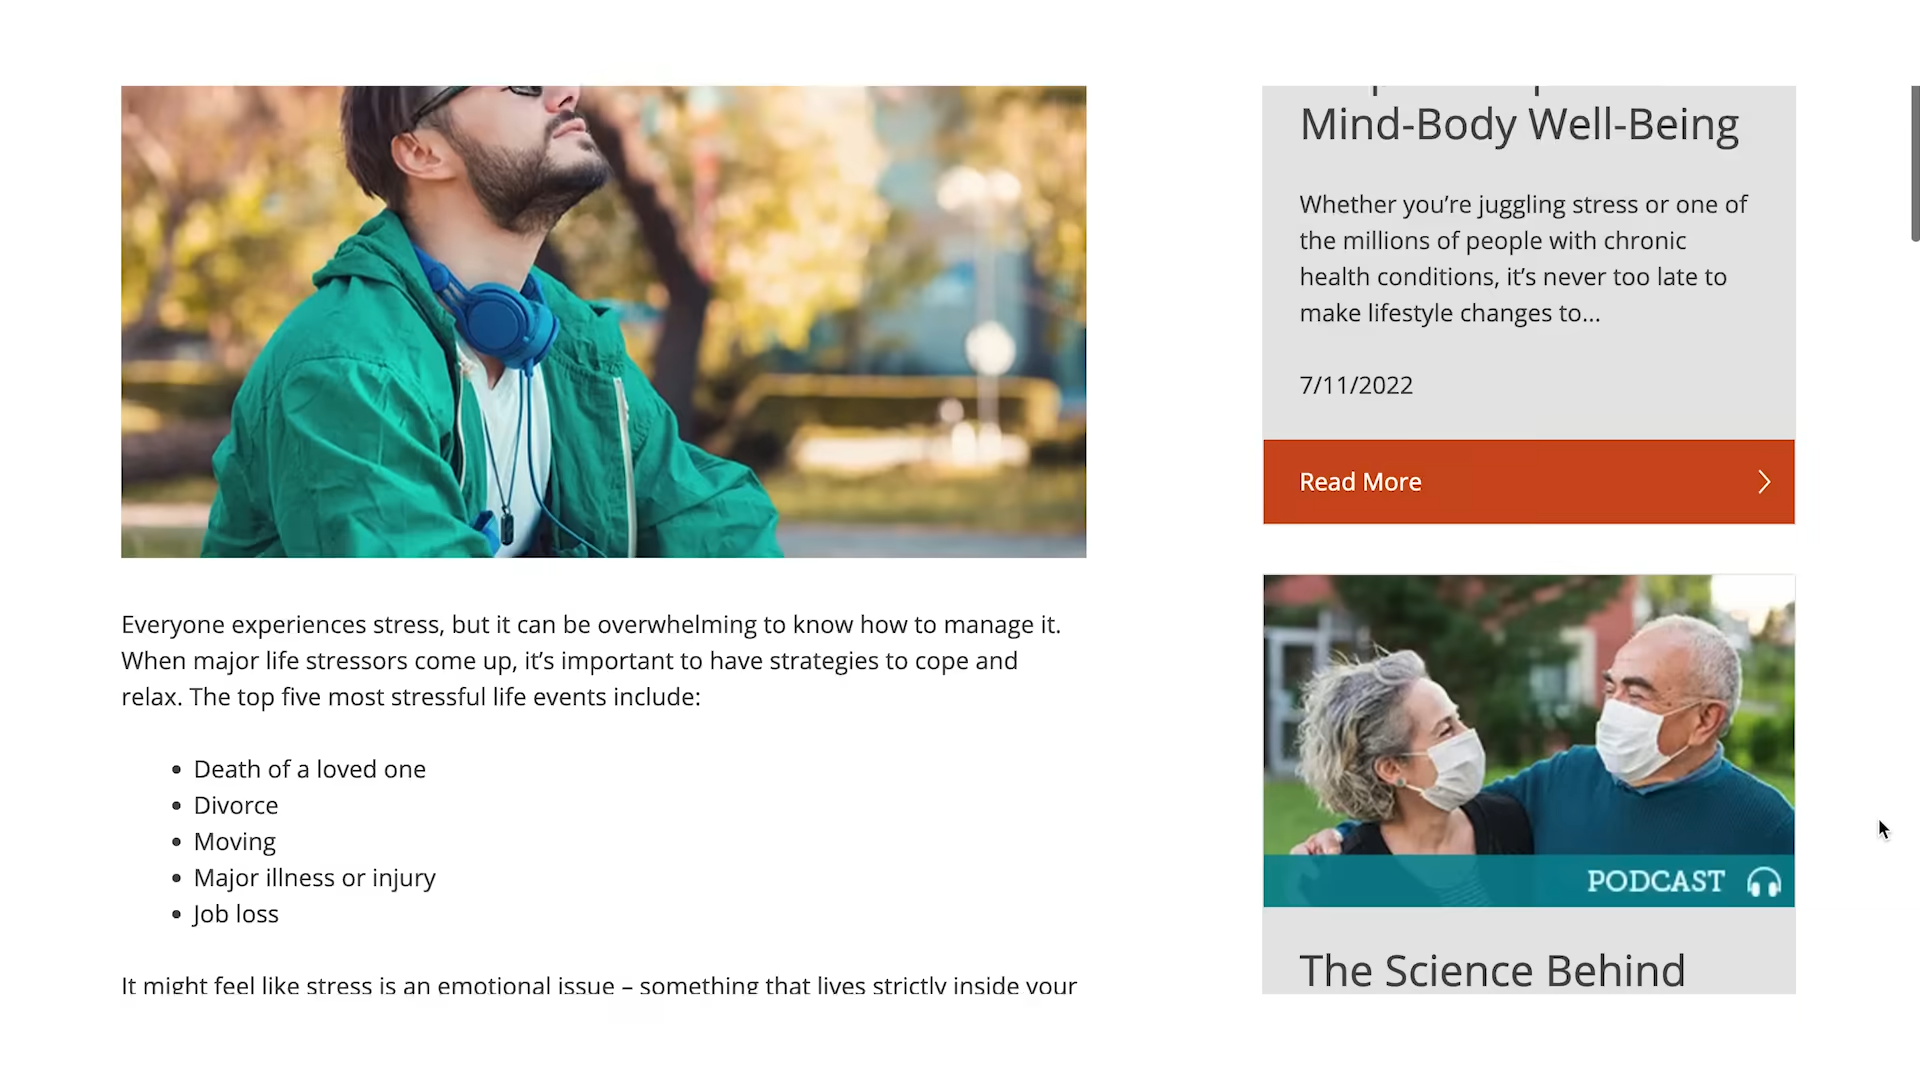 Everyone experiences stress, but it can be overwhelming to know how to manage it.
When major life stressors come up, it’s important to have strategies to cope and
relax. The top five most stressful life events include:
• Death of a loved one
• Divorce
• Moving
• Major illness or injury
• Job loss
It might feel like stress is an emotional issue – something that lives strictly inside your
Mind-Body Well-Being
Whether you’re juggling stress or one of
the millions of people with chronic
health conditions, it’s never too late to
make lifestyle changes to...
7/11/2022
Read More
PODCAST
The Science Behind